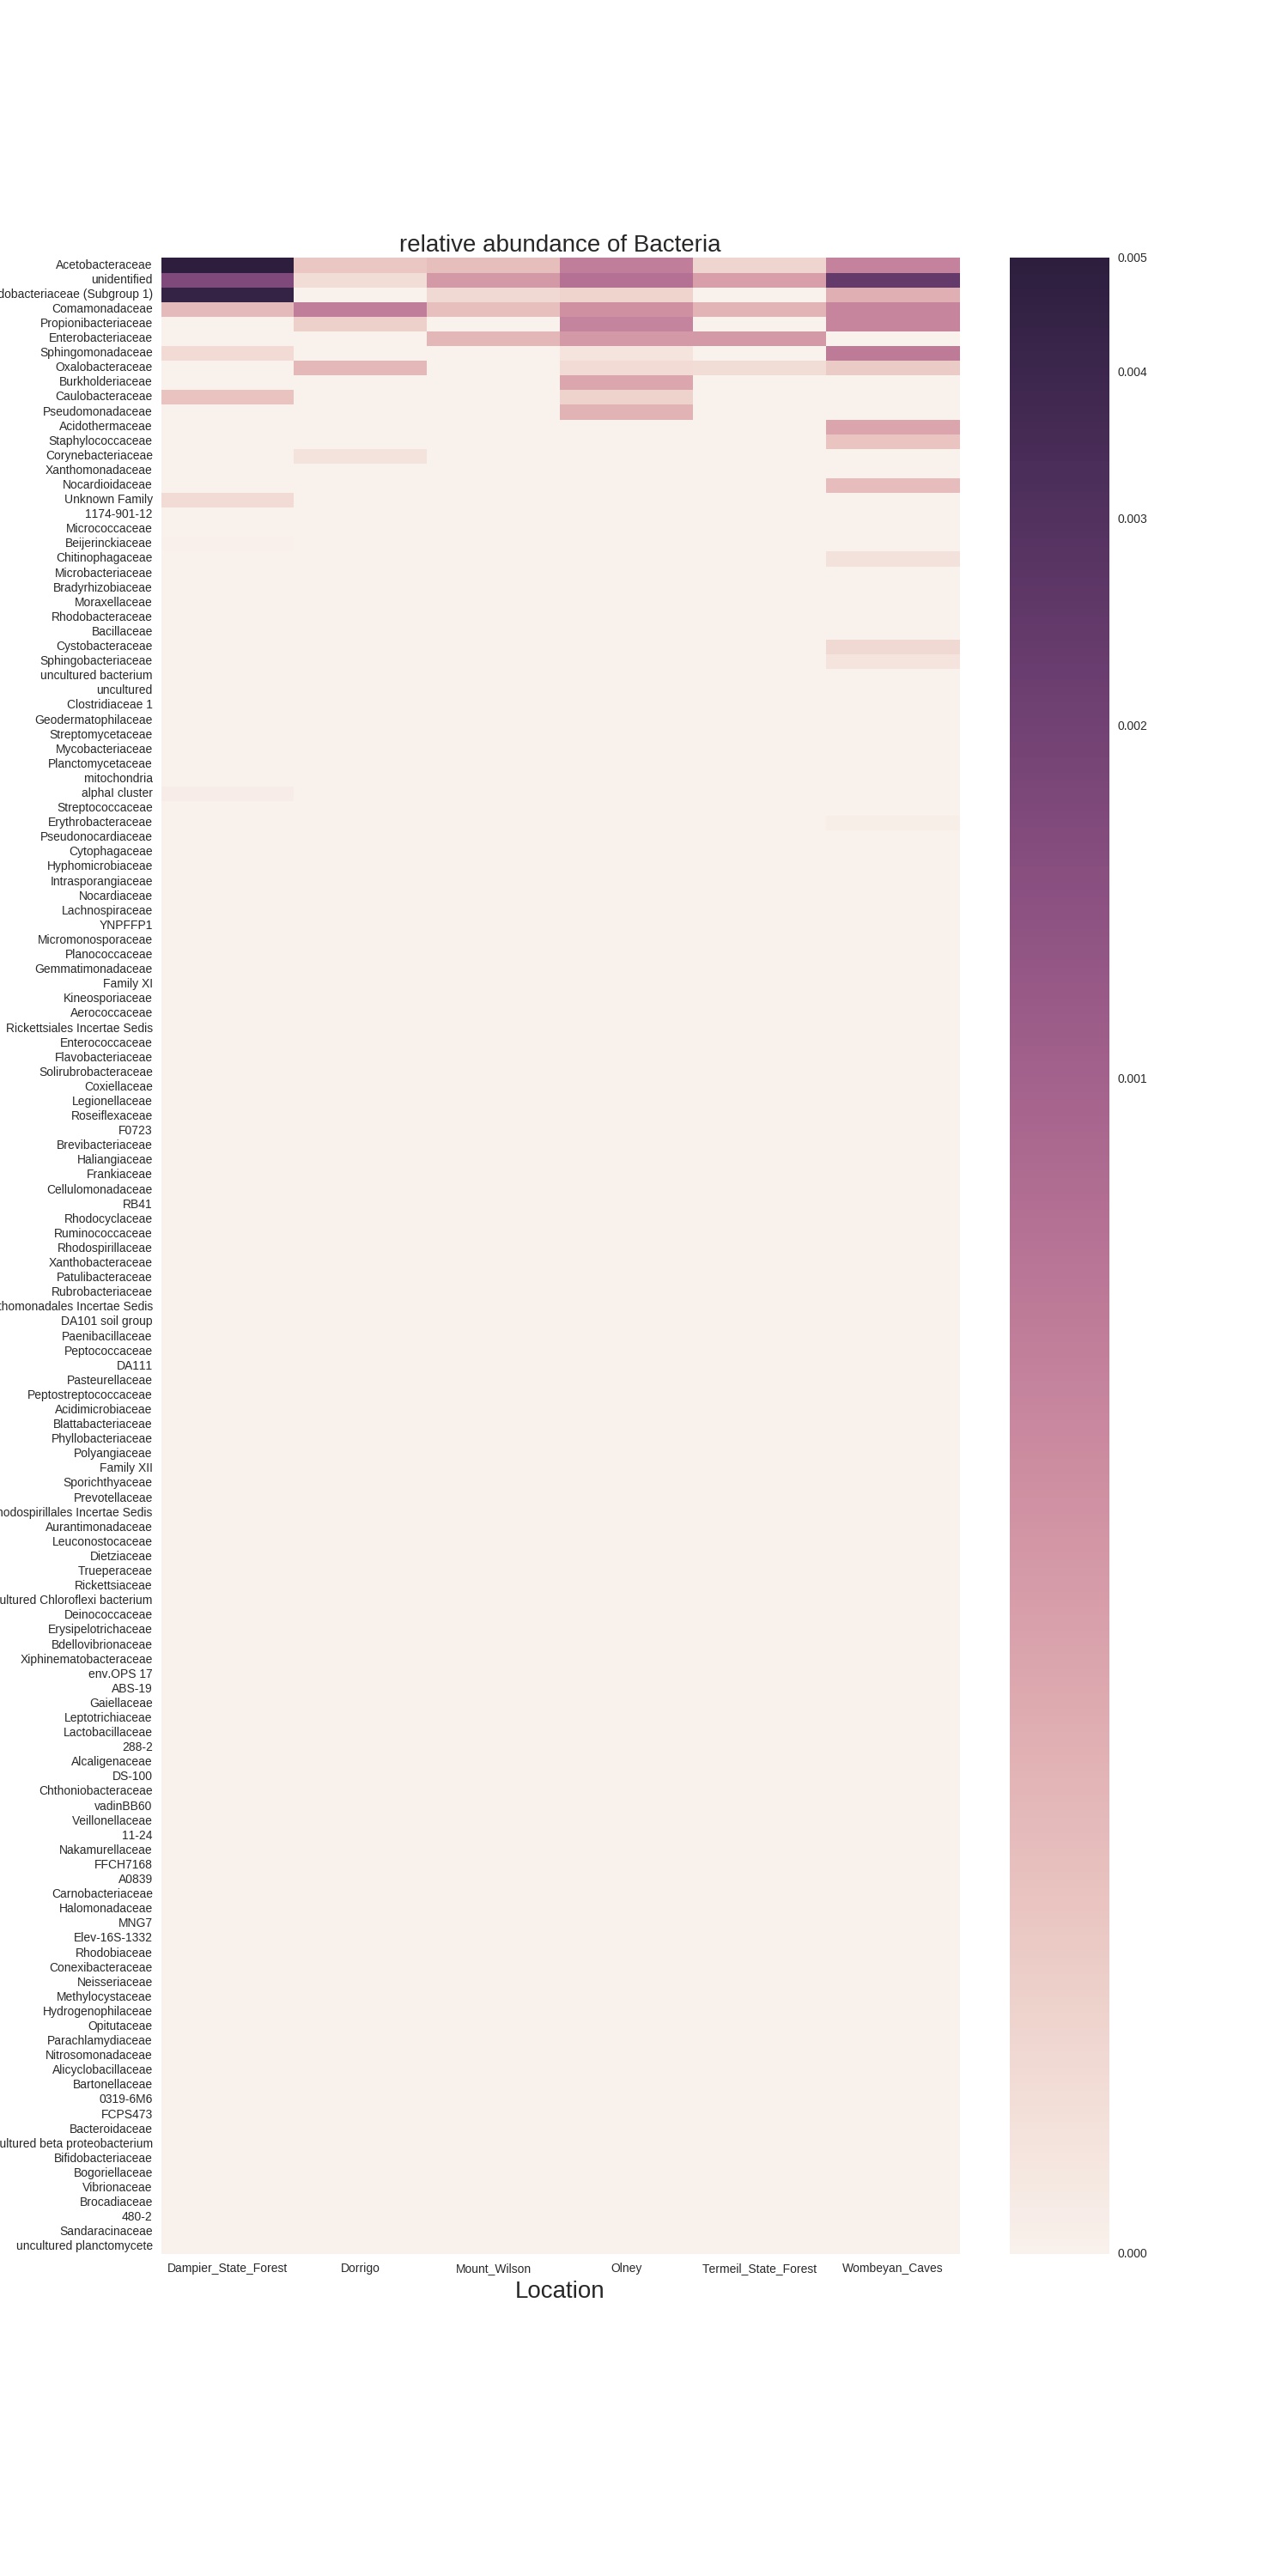 relative abundance of Bacteria
Acetobacteraceae
unidentified
dobacteriaceae (Subgroup 1)
Comamonadaceae
Propionibacteriaceae
Enterobacteriaceae
Sphingomonadaceae
Oxalobacteraceae
Burkholderiaceae
Caulobacteraceae
Pseudomonadaceae
Acidothermaceae
Staphylococcaceae
Corynebacteriaceae
Xanthomonadaceae
Nocardioidaceae
Unknown Family
1174-901-12
Micrococcaceae
Beijerinckiaceae
Chitinophagaceae
Microbacteriaceae
Bradyrhizobiaceae
Moraxellaceae
Rhodobacteraceae
Bacillaceae
Cystobacteraceae
Sphingobacteriaceae
uncultured bacterium
uncultured
Clostridiaceae 1
Geodermatophilaceae
Streptomycetaceae
Mycobacteriaceae
Planctomycetaceae
mitochondria
alphaI cluster
Streptococcaceae
Erythrobacteraceae
Pseudonocardiaceae
Cytophagaceae
Hyphomicrobiaceae
Intrasporangiaceae
Nocardiaceae
Lachnospiraceae
YNPFFP1
Micromonosporaceae
Planococcaceae
Gemmatimonadaceae
Family XI
Kineosporiaceae
Aerococcaceae
Rickettsiales Incertae Sedis
Enterococcaceae
Flavobacteriaceae
Solirubrobacteraceae
Coxiellaceae
Legionellaceae
Roseiflexaceae
F0723
Brevibacteriaceae
Haliangiaceae
Frankiaceae
Cellulomonadaceae
RB41
Rhodocyclaceae
Ruminococcaceae
Rhodospirillaceae
Xanthobacteraceae
Patulibacteraceae
Rubrobacteriaceae
thomonadales Incertae Sedis
DA101 soil group
Paenibacillaceae
Peptococcaceae
DA111
Pasteurellaceae
Peptostreptococcaceae
Acidimicrobiaceae
Blattabacteriaceae
Phyllobacteriaceae
Polyangiaceae
Family XII
Sporichthyaceae
Prevotellaceae
hodospirillales Incertae Sedis
Aurantimonadaceae
Leuconostocaceae
Dietziaceae
Trueperaceae
Rickettsiaceae
ultured Chloroflexi bacterium
Deinococcaceae
Erysipelotrichaceae
Bdellovibrionaceae
Xiphinematobacteraceae
env.OPS 17
ABS-19
Gaiellaceae
Leptotrichiaceae
Lactobacillaceae
288-2
Alcaligenaceae
DS-100
Chthoniobacteraceae
vadinBB60
Veillonellaceae
11-24
Nakamurellaceae
FFCH7168
A0839
Carnobacteriaceae
Halomonadaceae
MNG7
Elev-16S-1332
Rhodobiaceae
Conexibacteraceae
Neisseriaceae
Methylocystaceae
Hydrogenophilaceae
Opitutaceae
Parachlamydiaceae
Nitrosomonadaceae
Alicyclobacillaceae
Bartonellaceae
0319-6M6
FCPS473
Bacteroidaceae
ultured beta proteobacterium
Bifidobacteriaceae
Bogoriellaceae
Vibrionaceae
Brocadiaceae
480-2
Sandaracinaceae
uncultured planctomycete
Dampier_State_Forest Dorrigo Mount_Wilson Olney Termeil_State_Forest Wombeyan_Caves
Location
0.005
0.004
0.003
0.002
0.001
0.000